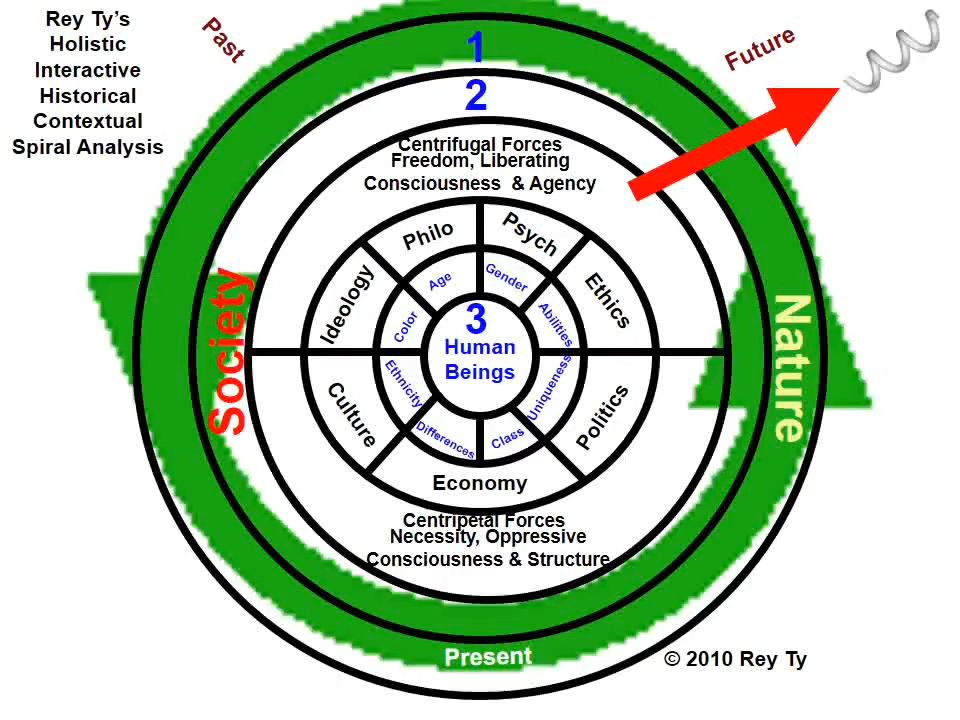 Rey Ty’s
Holistic
Interactive
Historical
Contextual
Spiral Analysis
Past
Future
1
2
Centrifugal Forces
Freedom, Liberating
Consciousness & Agency
Philo
Psych
Ideology
Ethics
Age
Gender
Color
Abilities
3
Human
Beings
Society
Nature
Ethnicity
Uniqueness
Culture
Politics
Differences
Class
Economy
Centripetal Forces
Necessity, Oppressive
Consciousness & Structure
Present
© 2010 Rey Ty